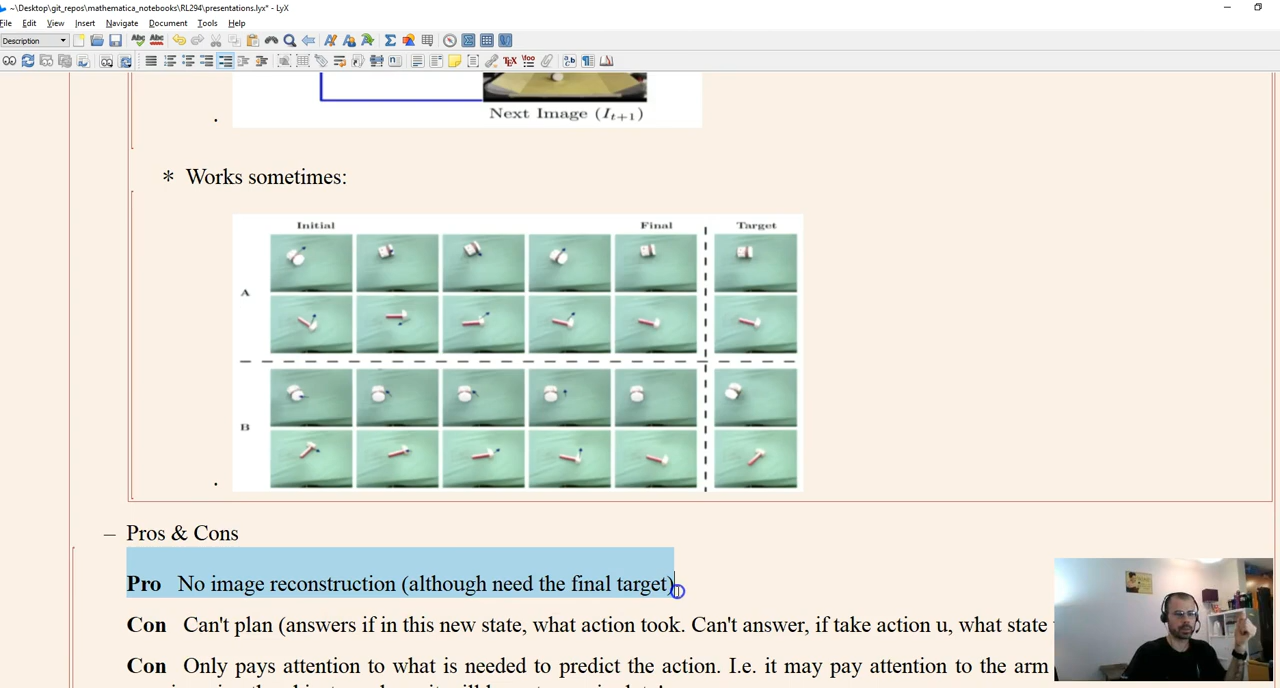 ~\Desktop\git_repos\mathematica_notebooks\RL294\presentations.lyx* - LyX
File Edit View Insert Navigate Document Tools Help
Description
Next Image (I_{t+1})
* Works sometimes:
Initial Final Target
A
B
– Pros & Cons
Pro No image reconstruction (although need the final target)
Con Can't plan (answers if in this new state, what action took. Can't answer, if take action u, what state
Con Only pays attention to what is needed to predict the action. I.e. it may pay attention to the arm